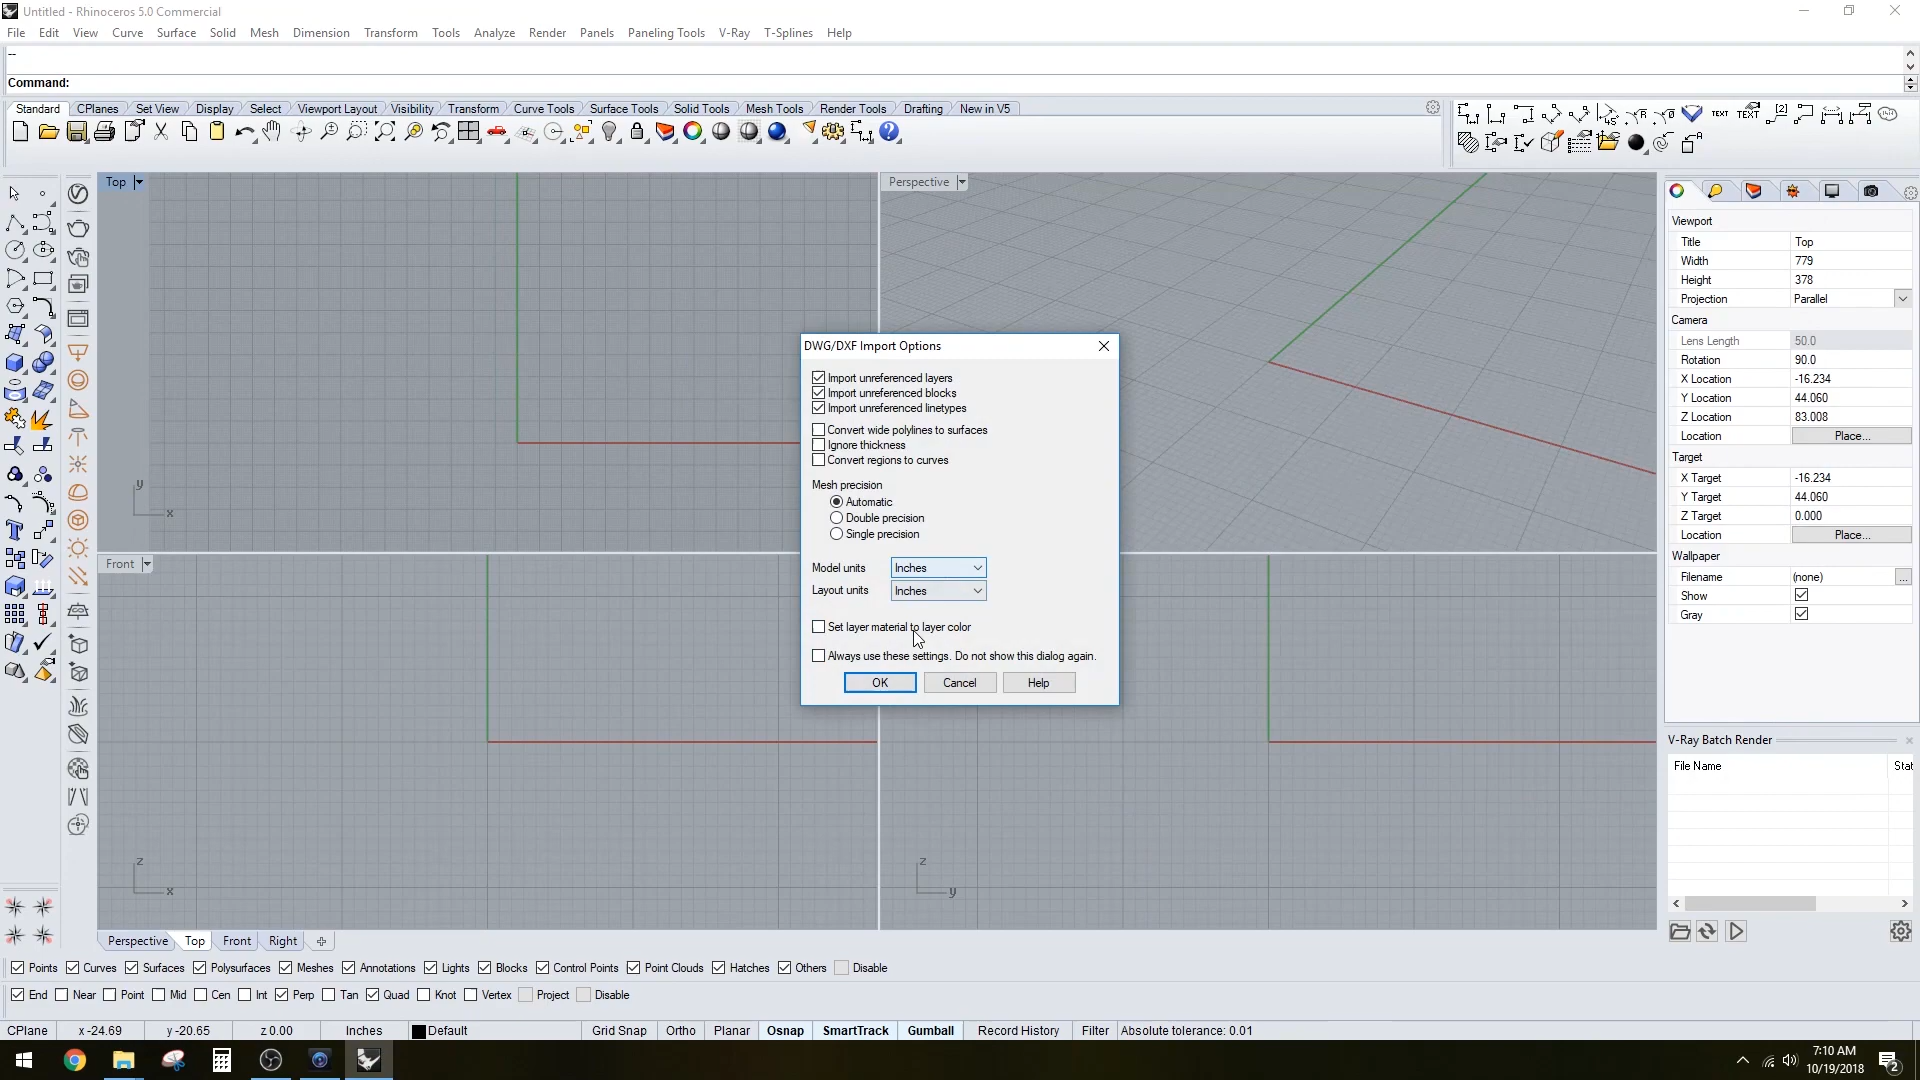 Untitled - Rhinoceros 5.0 Commercial
File Edit View Curve Surface Solid Mesh Dimension Transform Tools Analyze Render Panels Paneling Tools V-Ray T-Splines Help
--
Command:
Standard CPlanes Set View Display Select Viewport Layout Visibility Transform Curve Tools Surface Tools Solid Tools Mesh Tools Render Tools Drafting New in V5
TEXT TEXT
Top Perspective
Viewport
Title Top
Width 779
Height 378
Projection Parallel
Camera
Lens Length 50.0
Rotation 90.0
X Location -16.234
Y Location 44.060
Z Location 83.008
Location Place...
Target
X Target -16.234
Y Target 44.060
Z Target 0.000
Location Place...
Wallpaper
Filename (none) ...
Show
Gray
DWG/DXF Import Options
Import unreferenced layers
Import unreferenced blocks
Import unreferenced linetypes
Convert wide polylines to surfaces
Ignore thickness
Convert regions to curves
Mesh precision
Automatic
Double precision
Single precision
Model units Inches
Layout units Inches
Set layer material to layer color
Always use these settings. Do not show this dialog again.
OK Cancel Help
y
x
Front
z
x
z
y
V-Ray Batch Render
File Name Stat
Perspective Top Front Right
Points Curves Surfaces Polysurfaces Meshes Annotations Lights Blocks Control Points Point Clouds Hatches Others Disable
End Near Point Mid Cen Int Perp Tan Quad Knot Vertex Project Disable
CPlane x -24.69 y -20.65 z 0.00 Inches Default Grid Snap Ortho Planar Osnap SmartTrack Gumball Record History Filter Absolute tolerance: 0.01
7:10 AM
10/19/2018
2